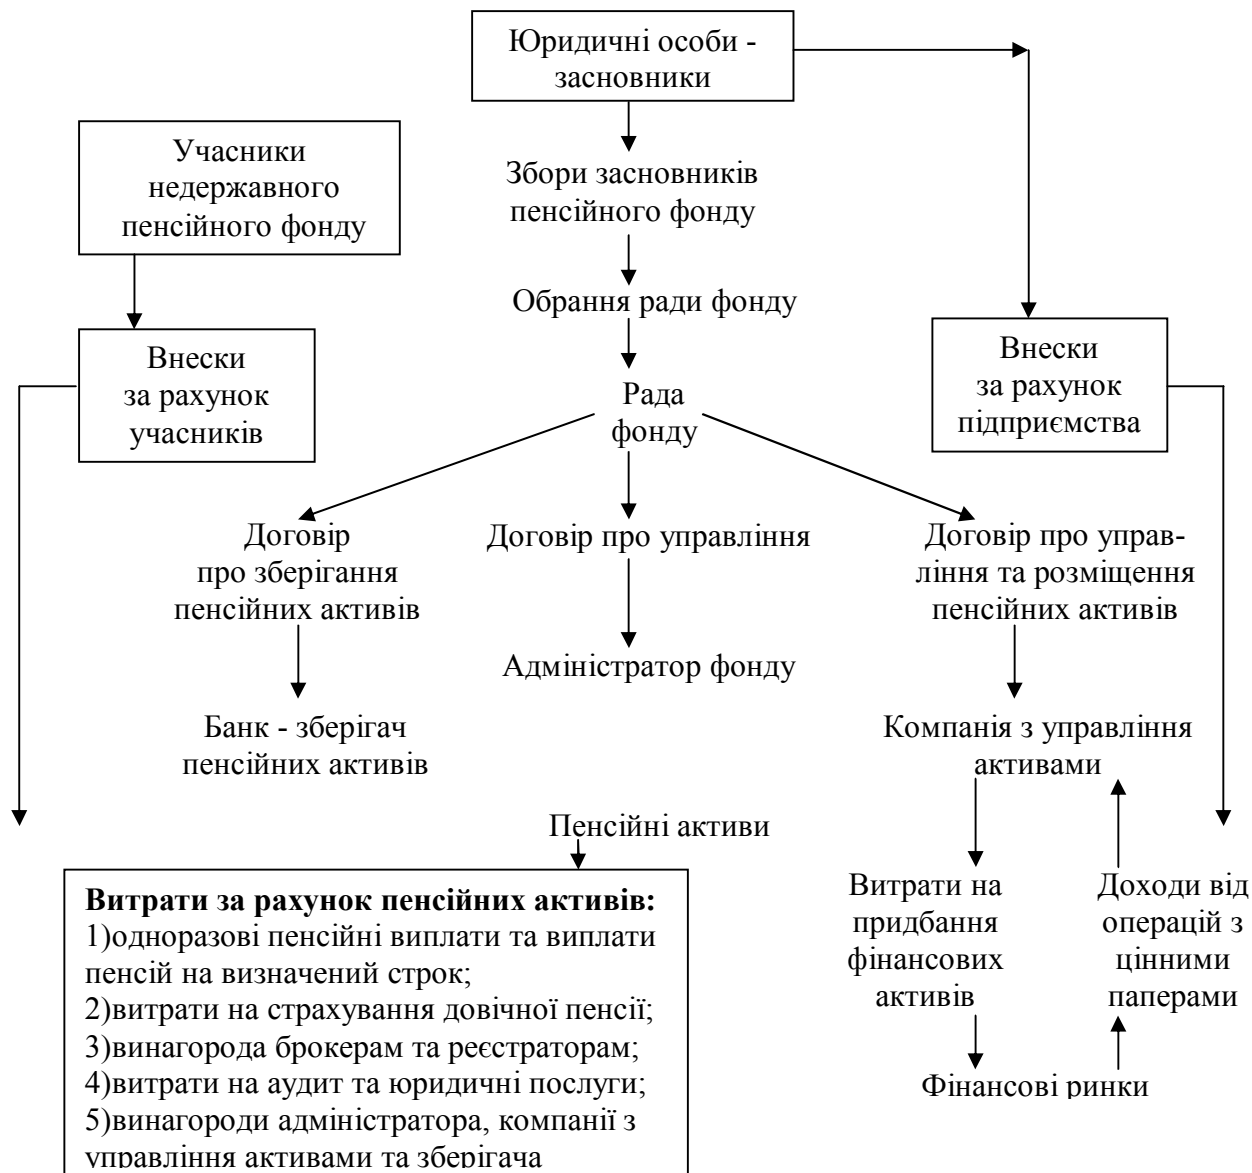 Юридичні особи -
засновники
Учасники
недержавного
пенсійного фонду
Збори засновників
пенсійного фонду
Обрання ради фонду
Внески
за рахунок
учасників
Рада
фонду
Внески
за рахунок
підприємства
Договір
про зберігання
пенсійних активів
Договір про управління
Договір про управ-
ління та розміщення
пенсійних активів
Адміністратор фонду
Банк - зберігач
пенсійних активів
Компанія з управління
активами
Пенсійні активи
Витрати за рахунок пенсійних активів:
1)одноразові пенсійні виплати та виплати
пенсій на визначений строк;
2)витрати на страхування довічної пенсії;
3)винагорода брокерам та реєстраторам;
4)витрати на аудит та юридичні послуги;
5)винагороди адміністратора, компанії з
управління активами та зберігача
Витрати на
придбання
фінансових
активів
Доходи від
операцій з
цінними
паперами
Фінансові ринки